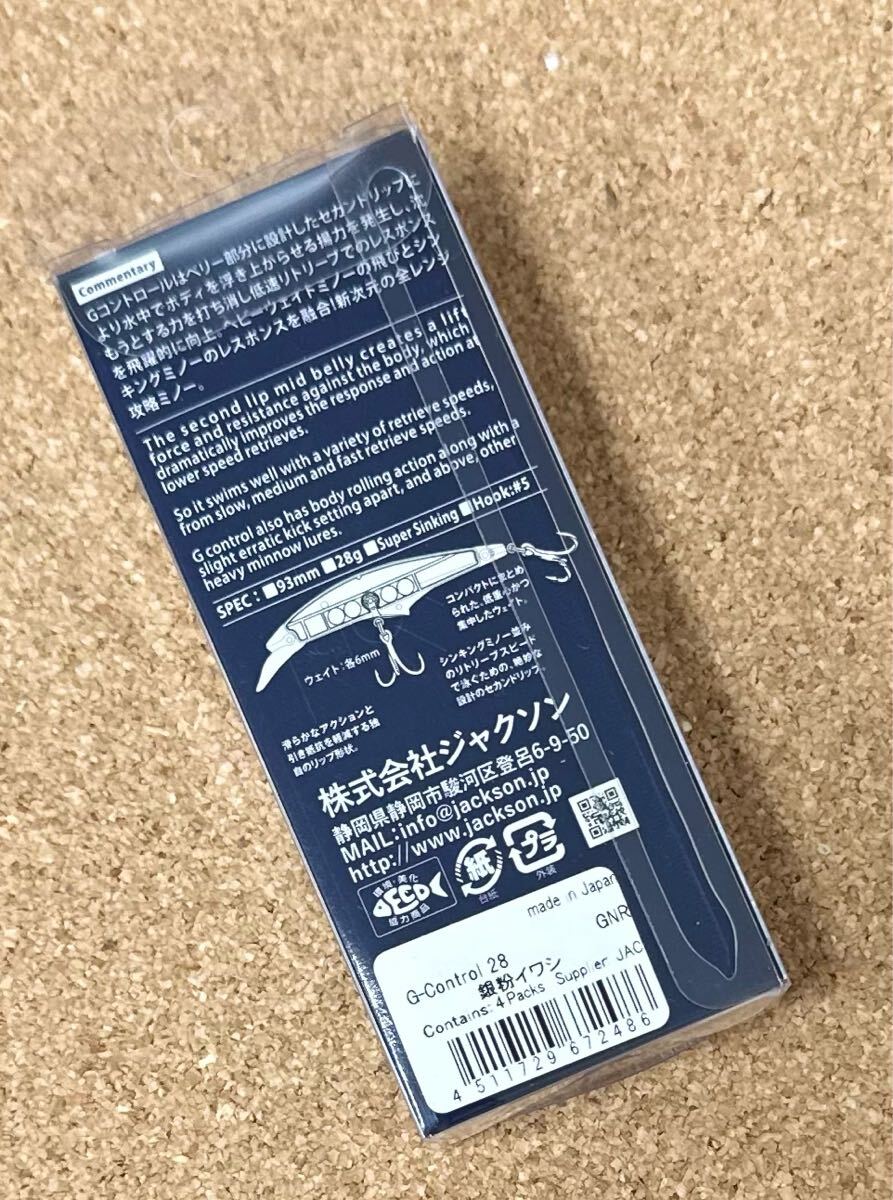 Commentary
Gコントロールはベリー部分に設計したセカンドリップに
より水中でボディを浮き上がらせる揚力を発生し、沈
もうとする力を打ち消し低速リトリーブでのレスポンス
を飛躍的に向上。ヘビーウェイトミノーの飛びとシン
キングミノーのレスポンスを融合!新次元の全レンジ
攻略ミノー。
The second lip mid belly creates a lift
force and resistance against the body, which
dramatically improves the response and action at
lower speed retrieves.
So it swims well with a variety of retrieve speeds,
from slow, medium and fast retrieve speeds.
G control also has body rolling action along with a
slight erratic kick setting apart, and above, other
heavy minnow lures.
SPEC : ■93mm ■28g ■Super Sinking ■Hook:#5
コンパクトにまとめ
られた、低重心かつ
集中したウェイト。
ウェイト:各6mm
シンキングミノー並み
のリトリーブスピード
で泳ぐための、絶妙な
設計のセカンドリップ。
滑らかなアクションと
引き抵抗を軽減する独
自のリップ形状。
株式会社ジャクソン
静岡県静岡市駿河区登呂6-9-50
MAIL:info@jackson.jp
http://www.jackson.jp
環境・美化
ECO
協力商品
紙
台紙
プラ
外装
made in Japan
GNR
G-Control 28
銀粉イワシ
Contains: 4 Packs Supplier JAC
4 511729 672486